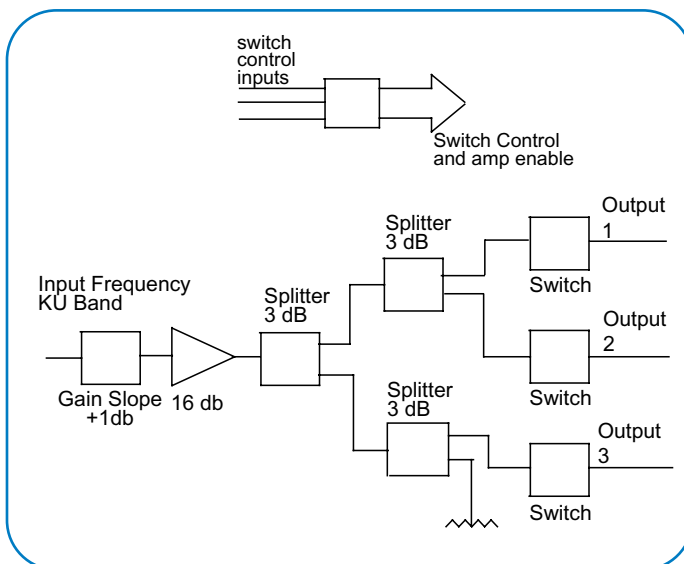 switch
control
inputs
Switch Control
and amp enable
Splitter
3 dB
Output
1
Switch
Input Frequency
KU Band
Splitter
3 dB
Output
2
Switch
Gain Slope
+1db
16 db
Splitter
3 dB
Output
3
Switch